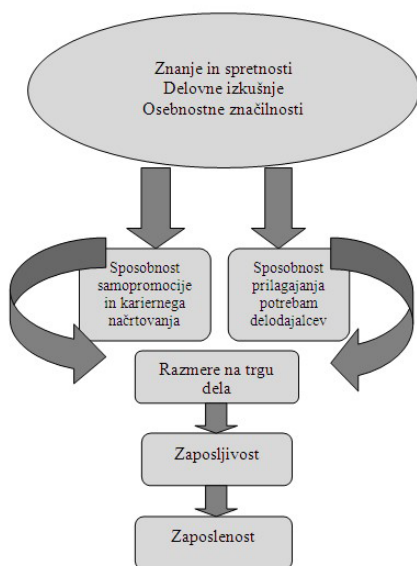 Znanje in spretnosti
Delovne izkušnje
Osebnostne značilnosti
Sposobnost
samopromocije
in kariernega
načrtovanja
Sposobnost
prilagajanja
potrebam
delodajalcev
Razmere na trgu
dela
Zaposljivost
Zaposlenost